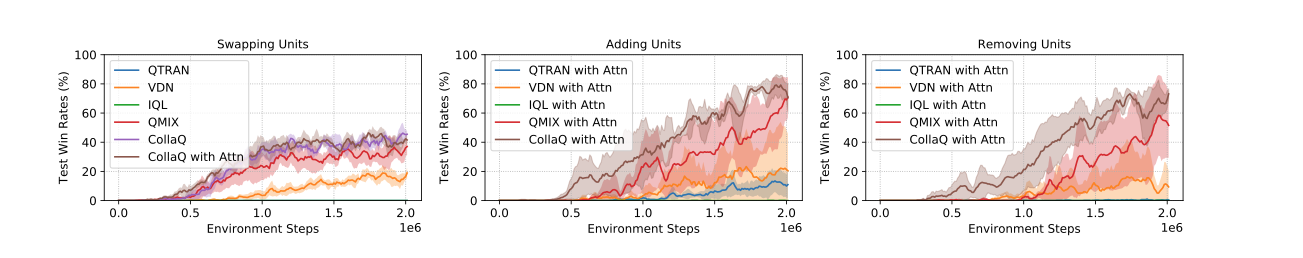 Swapping Units
Test Win Rates (%)
100
80
60
40
20
0
QTRAN
VDN
IQL
QMIX
CollaQ
CollaQ with Attn
0.0
0.5
1.0
1.5
2.0
1e6
Environment Steps
Adding Units
Test Win Rates (%)
100
80
60
40
20
0
QTRAN with Attn
VDN with Attn
IQL with Attn
QMIX with Attn
CollaQ with Attn
0.0
0.5
1.0
1.5
2.0
1e6
Environment Steps
Removing Units
Test Win Rates (%)
100
80
60
40
20
0
QTRAN with Attn
VDN with Attn
IQL with Attn
QMIX with Attn
CollaQ with Attn
0.0
0.5
1.0
1.5
2.0
1e6
Environment Steps